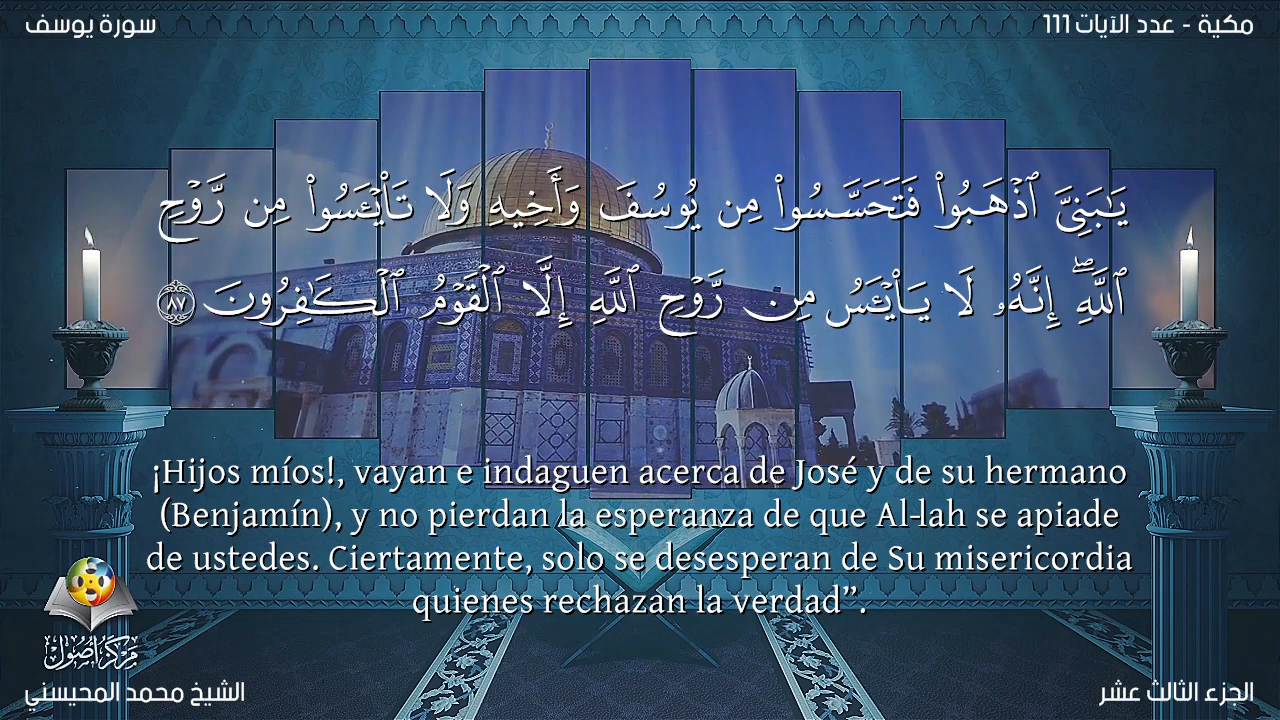 سورة يوسف
مكية - عدد الآيات 111
يَـٰبَنِىَّ ٱذْهَبُوا۟ فَتَحَسَّسُوا۟ مِن يُوسُفَ وَأَخِيهِ وَلَا تَا۟يْـَٔسُوا۟ مِن رَّوْحِ
ٱللَّهِ ۖ إِنَّهُۥ لَا يَا۟يْـَٔسُ مِن رَّوْحِ ٱللَّهِ إِلَّا ٱلْقَوْمُ ٱلْكَـٰفِرُونَ ٨٧
¡Hijos míos!, vayan e indaguen acerca de José y de su hermano
(Benjamín), y no pierdan la esperanza de que Al-lah se apiade
de ustedes. Ciertamente, solo se desesperan de Su misericordia
quienes rechazan la verdad”.
مركز أصول
الشيخ محمد المحيسني
الجزء الثالث عشر